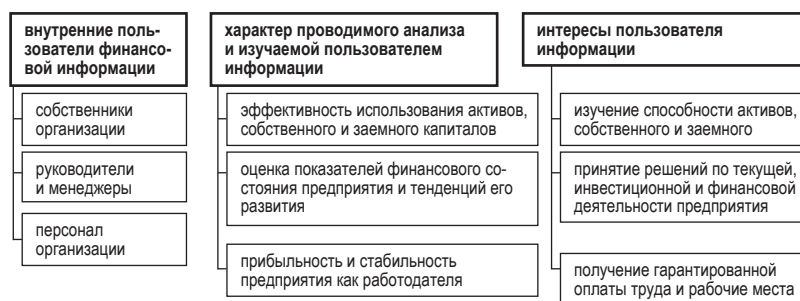 внутренние поль-
зователи финансо-
вой информации
собственники
организации
руководители
и менеджеры
персонал
организации
характер проводимого анализа
и изучаемой пользователем
информации
эффективность использования активов,
собственного и заемного капиталов
оценка показателей финансового со-
стояния предприятия и тенденций его
развития
прибыльность и стабильность
предприятия как работодателя
интересы пользователя
информации
изучение способности активов,
собственного и заемного
принятие решений по текущей,
инвестиционной и финансовой
деятельности предприятия
получение гарантированной
оплаты труда и рабочие места